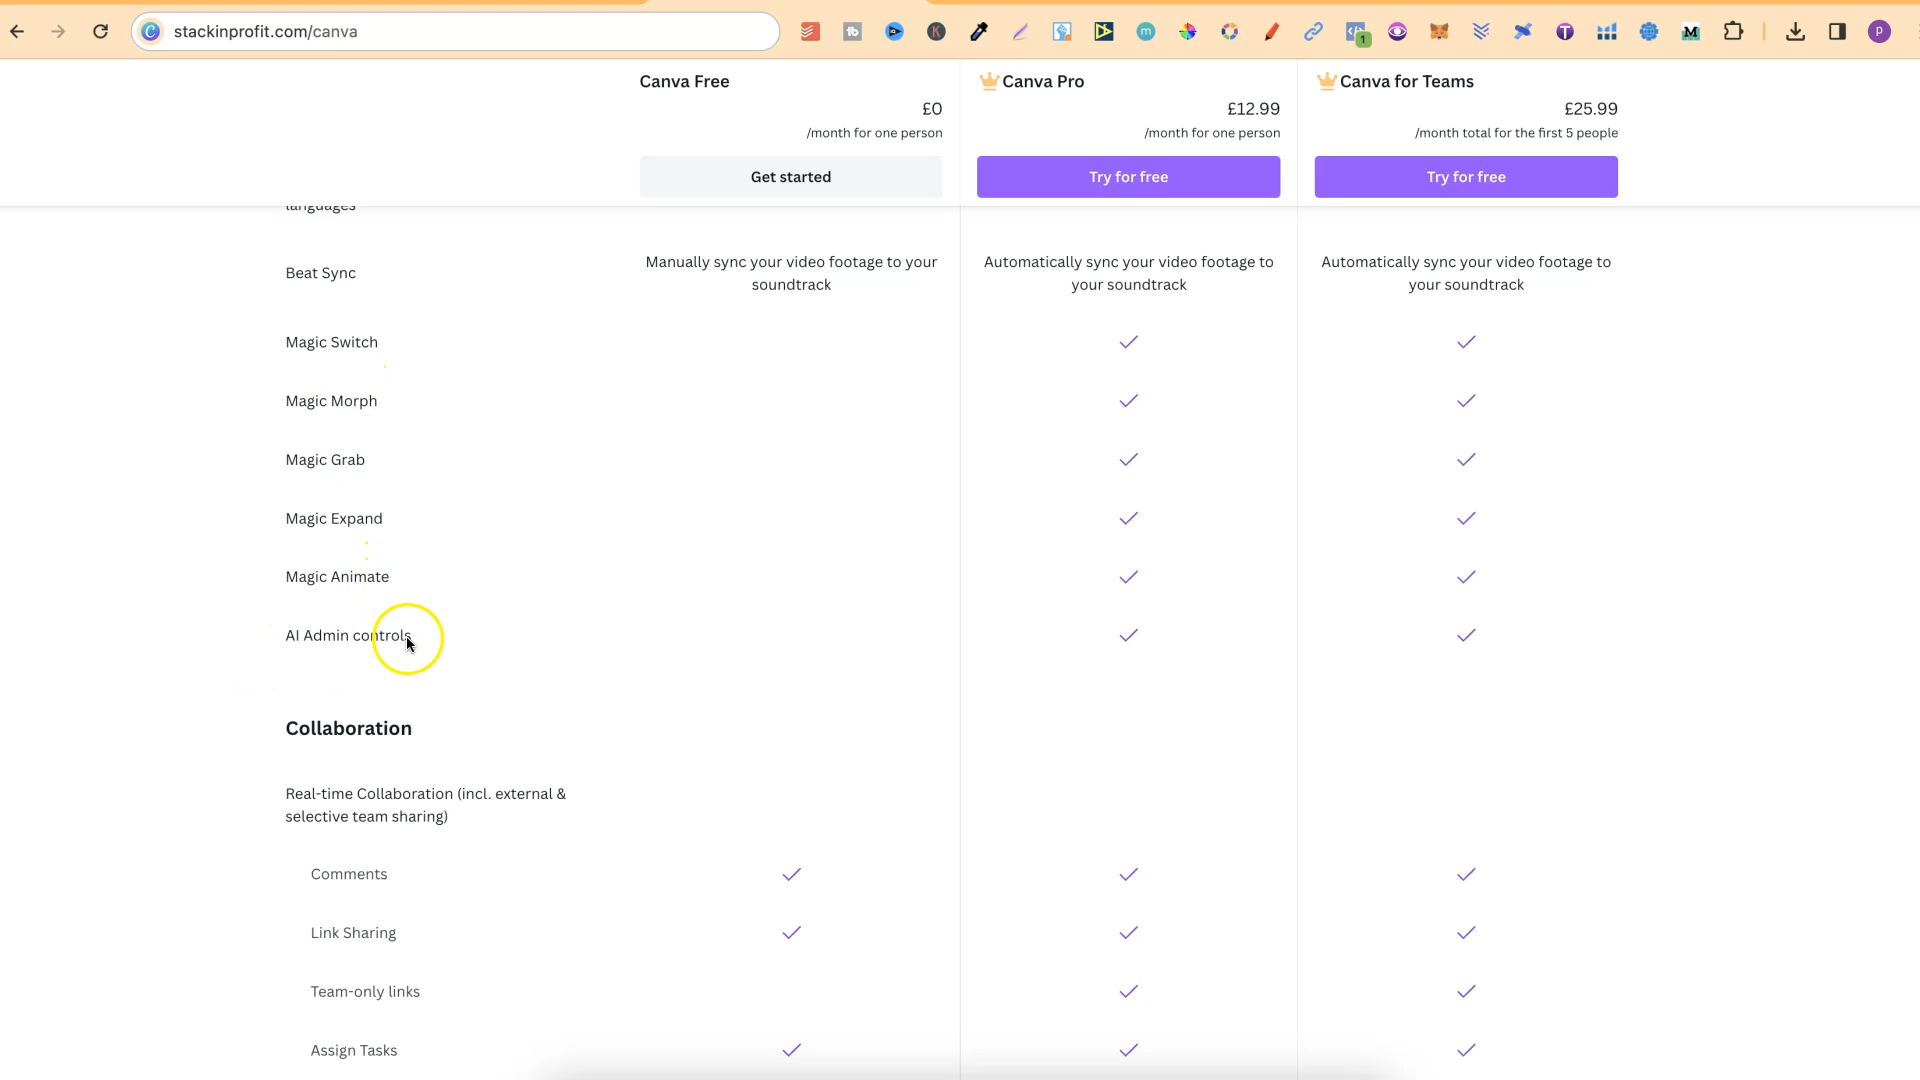 stackinprofit.com/canva
1
P
Canva Free
£0
/month for one person
Get started
Canva Pro
£12.99
/month for one person
Try for free
Canva for Teams
£25.99
/month total for the first 5 people
Try for free
languages
Beat Sync
Manually sync your video footage to your
soundtrack
Automatically sync your video footage to
your soundtrack
Automatically sync your video footage to
your soundtrack
Magic Switch
Magic Morph
Magic Grab
Magic Expand
Magic Animate
AI Admin controls
Collaboration
Real-time Collaboration (incl. external &
selective team sharing)
Comments
Link Sharing
Team-only links
Assign Tasks